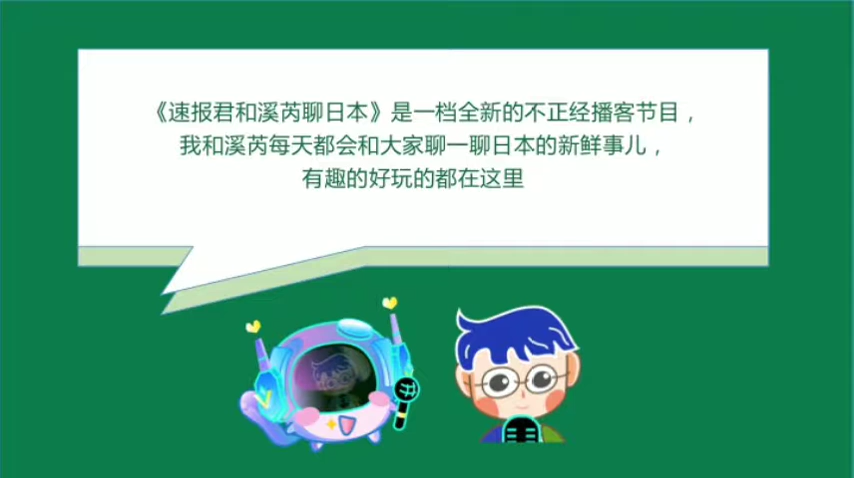 《速报君和溪芮聊日本》是一档全新的不正经播客节目，
我和溪芮每天都会和大家聊一聊日本的新鲜事儿，
有趣的好玩的都在这里